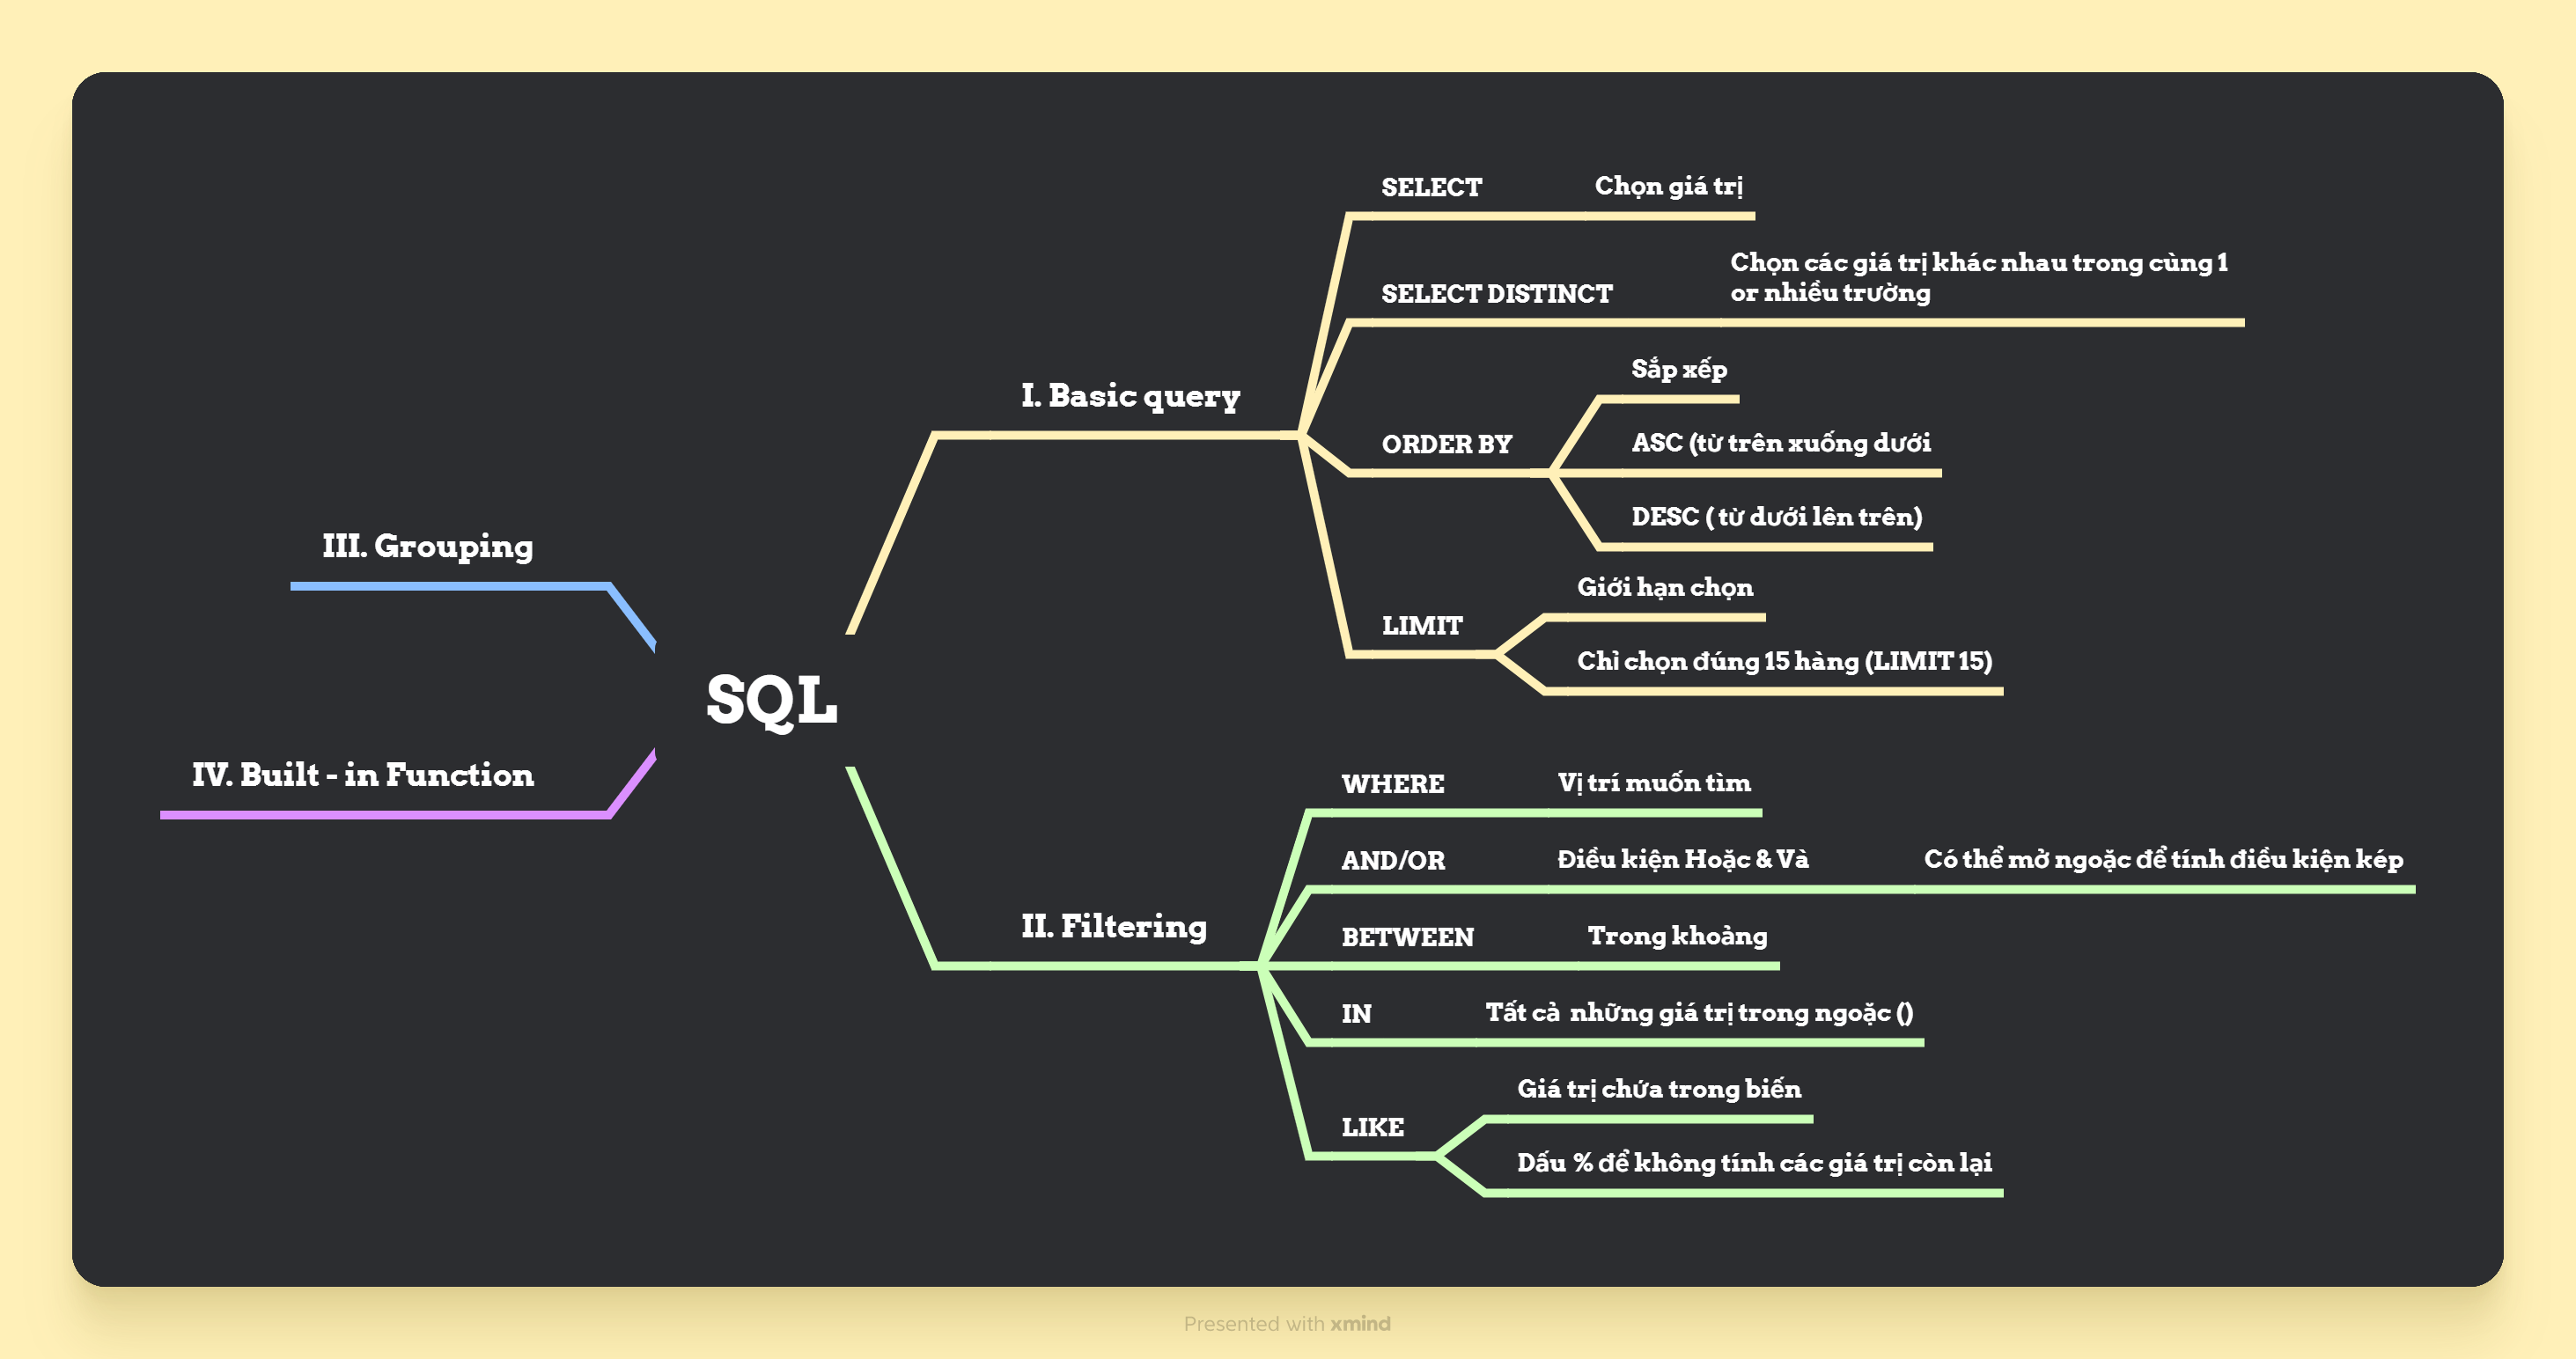 SELECT
Chọn giá trị
SELECT DISTINCT
Chọn các giá trị khác nhau trong cùng 1
or nhiều trường
I. Basic query
ORDER BY
Sắp xếp
ASC (từ trên xuống dưới
DESC ( từ dưới lên trên)
LIMIT
Giới hạn chọn
Chỉ chọn đúng 15 hàng (LIMIT 15)
III. Grouping
SQL
IV. Built - in Function
II. Filtering
WHERE
Vị trí muốn tìm
AND/OR
Điều kiện Hoặc & Và
Có thể mở ngoặc để tính điều kiện kép
BETWEEN
Trong khoảng
IN
Tất cả  những giá trị trong ngoặc ()
LIKE
Giá trị chứa trong biến
Dấu % để không tính các giá trị còn lại
Presented with xmind